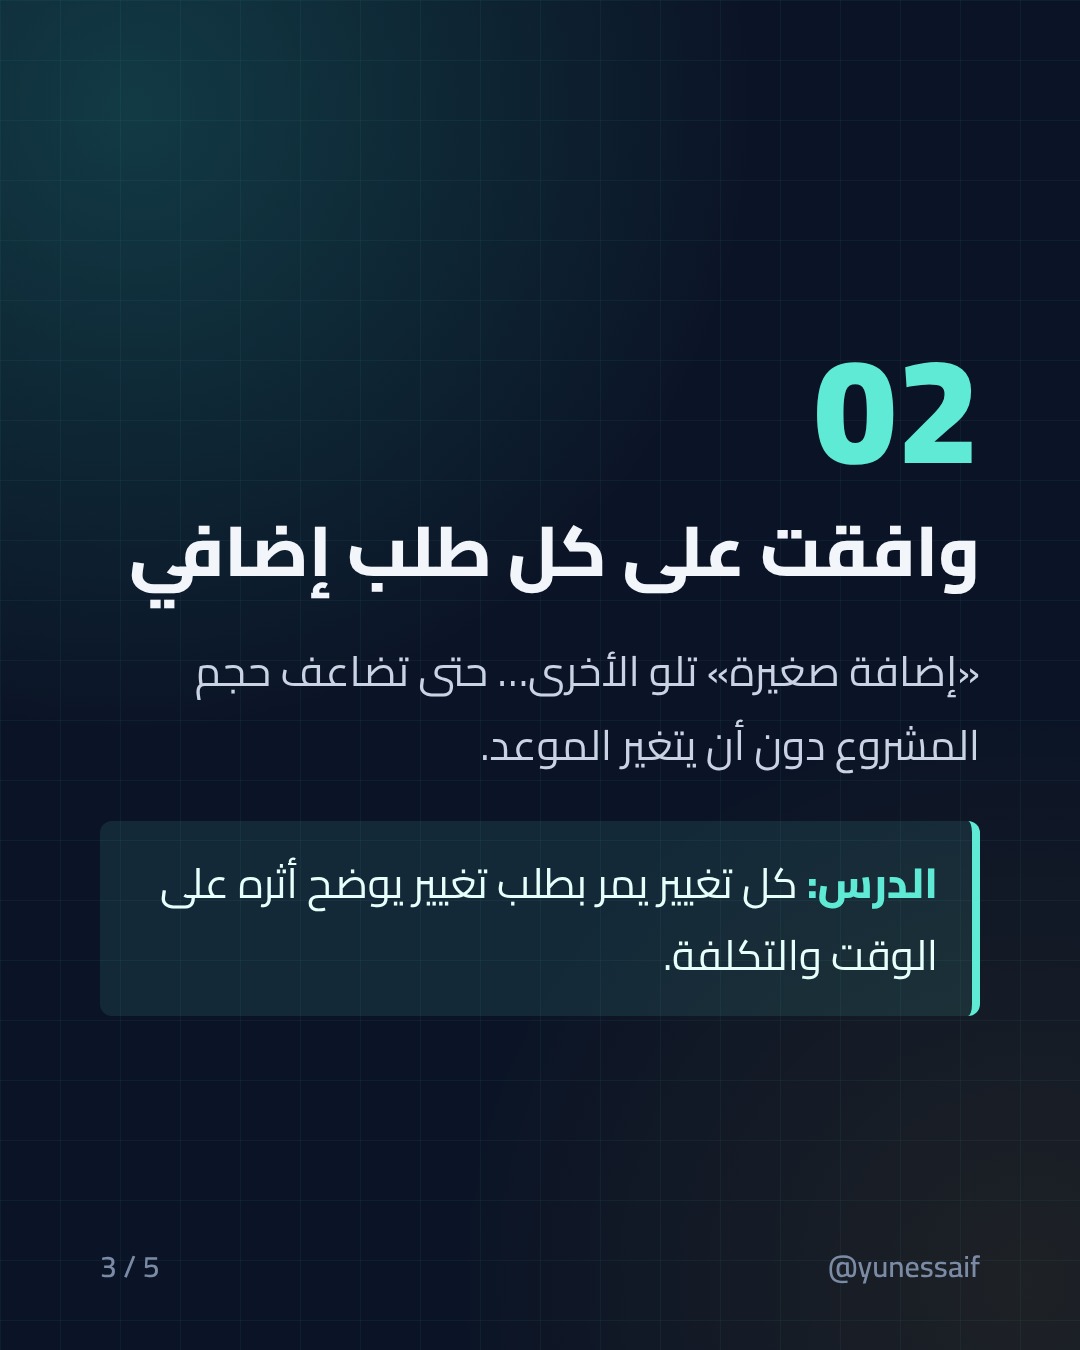 02
وافقت على كل طلب إضافي
«إضافة صغيرة» تلو الأخرى... حتى تضاعف حجم
المشروع دون أن يتغير الموعد.
الدرس: كل تغيير يمر بطلب تغيير يوضح أثره على
الوقت والتكلفة.
@yunessaif
3 / 5